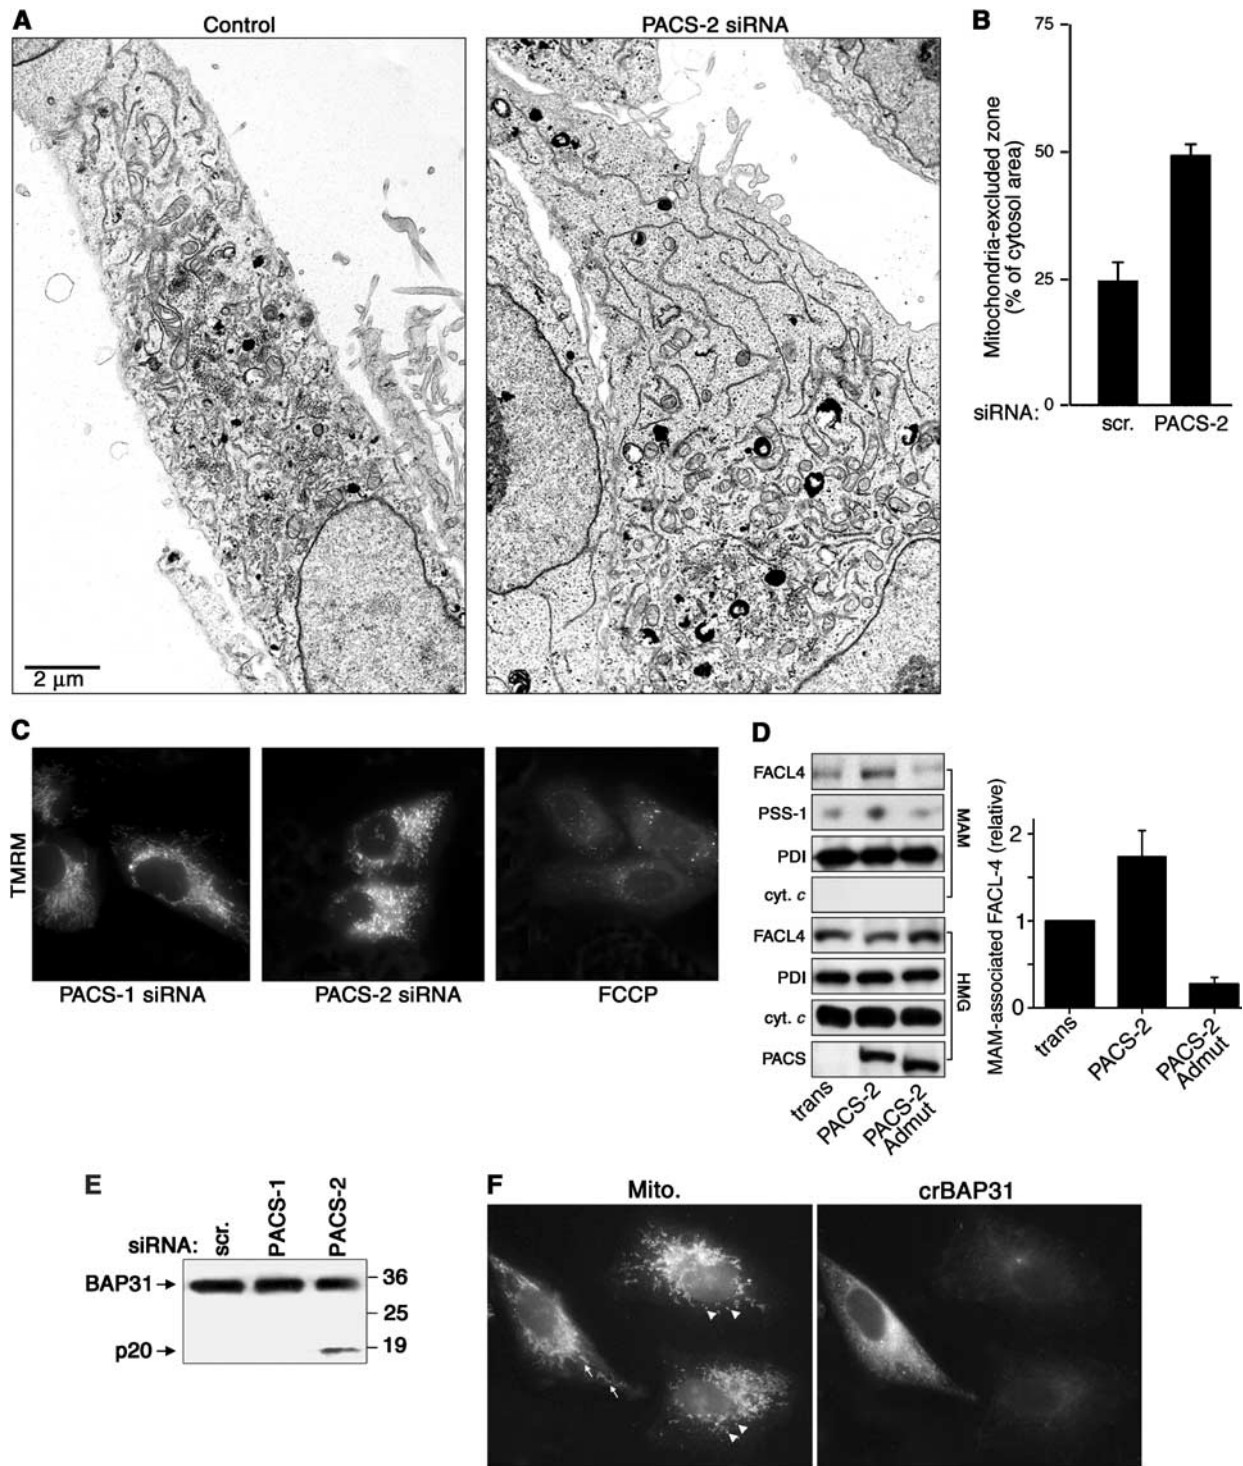 A
Control
PACS-2 siRNA
2 μm
B
75
50
25
0
Mitochondria-excluded zone
(% of cytosol area)
siRNA:
scr.
PACS-2
C
TMRM
PACS-1 siRNA
PACS-2 siRNA
FCCP
D
FACL4
PSS-1
PDI
cyt. c
MAM
FACL4
PDI
cyt. c
PACS
HMG
trans
PACS-2
PACS-2
Admut
MAM-associated FACL-4 (relative)
2
1
0
trans
PACS-2
PACS-2
Admut
E
siRNA:
scr.
PACS-1
PACS-2
BAP31
p20
36
25
19
F
Mito.
crBAP31